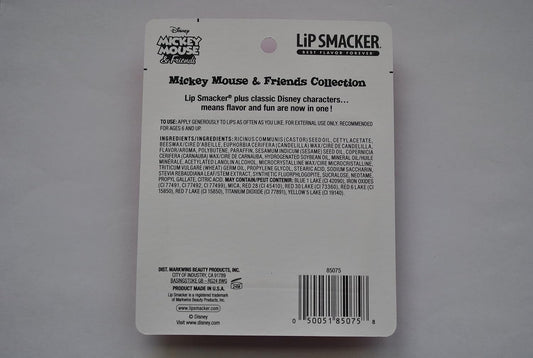 Disney
MICKEY
MOUSE
& Friends
LiP SMACKER®
BEST FLAVOR FOREVER
Mickey Mouse & Friends Collection
Lip Smacker® plus classic Disney characters...
means flavor and fun are now in one !
TO USE: APPLY GENEROUSLY TO LIPS AS OFTEN AS YOU LIKE. FOR EXTERNAL USE ONLY. RECOMMENDED
FOR AGES 6 AND UP.
INGREDIENTS/INGRÉDIENTS: RICINUS COMMUNIS (CASTOR) SEED OIL, CETYL ACETATE,
BEESWAX/CIRE D'ABEILLE, EUPHORBIA CERIFERA (CANDELILLA) WAX/CIRE DE CANDELILLA,
FLAVOR/AROMA, POLYBUTENE, PARAFFIN, SESAMUM INDICUM (SESAME) SEED OIL, COPERNICIA
CERIFERA (CARNAUBA) WAX/CIRE DE CARNAUBA, HYDROGENATED SOYBEAN OIL, MINERAL OIL/HUILE
MINERALE, ACETYLATED LANOLIN ALCOHOL, MICROCRYSTALLINE WAX/CIRE MICROCRISTALLINE,
TRITICUM VULGARE (WHEAT) GERM OIL, PROPYLENE GLYCOL, STEARIC ACID, SODIUM SACCHARIN,
STEVIA REBAUDIANA LEAF/STEM EXTRACT, SYNTHETIC FLUORPHLOGOPITE, SUCRALOSE, NEOTAME,
PROPYL GALLATE, CITRIC ACID. MAY CONTAIN/PEUT CONTENIR: BLUE 1 LAKE (CI 42090), IRON OXIDES
(CI 77491, CI 77492, CI 77499), MICA, RED 28 (CI 45410), RED 30 LAKE (CI 73360), RED 6 LAKE (CI
15850), RED 7 LAKE (CI 15850), TITANIUM DIOXIDE (CI 77891), YELLOW 5 LAKE (CI 19140).
DIST. MARKWINS BEAUTY PRODUCTS, INC.
CITY OF INDUSTRY, CA 91789
BASINGSTOKE GB - RG24 8WG
PRODUCT MADE IN U.S.A.
24M
Lip Smacker is a registered trademark
of Markwins Beauty Products, Inc.
www.lipsmacker.com
© Disney
Visit www.disney.com
85075
0 50051 85075 8